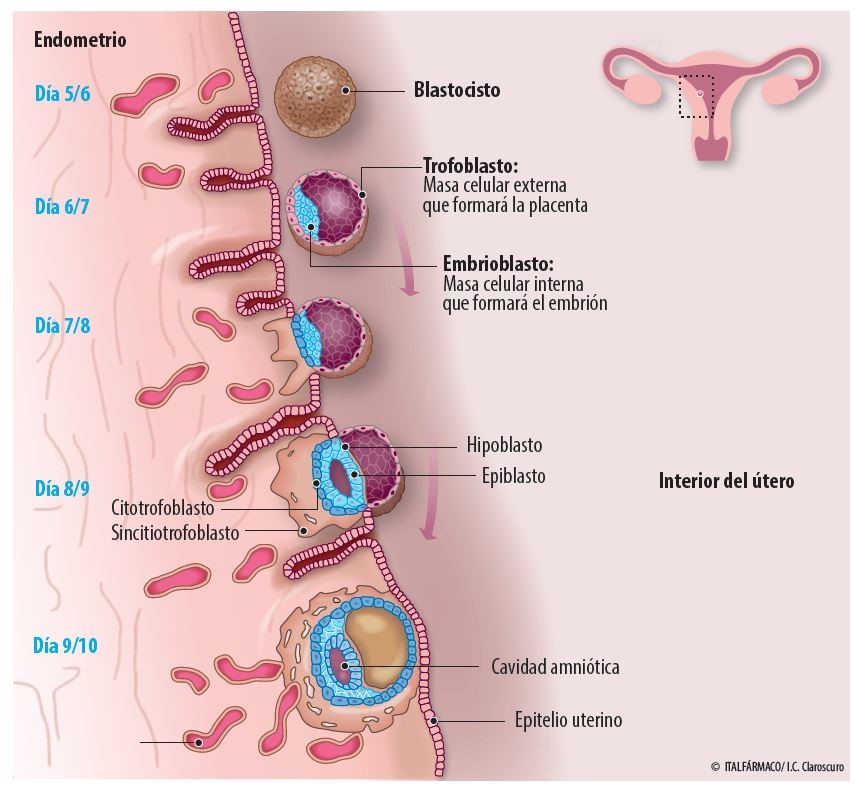 Endometrio
Día 5/6
Blastocisto
Trofoblasto:
Masa celular externa
que formará la placenta
Día 6/7
Embrioblasto:
Masa celular interna
que formará el embrión
Día 7/8
Hipoblasto
Epiblasto
Interior del útero
Día 8/9
Citotrofoblasto
Sincitiotrofoblasto
Día 9/10
Cavidad amniótica
Epitelio uterino
© ITALFÁRMACO/ I.C. Claroscuro